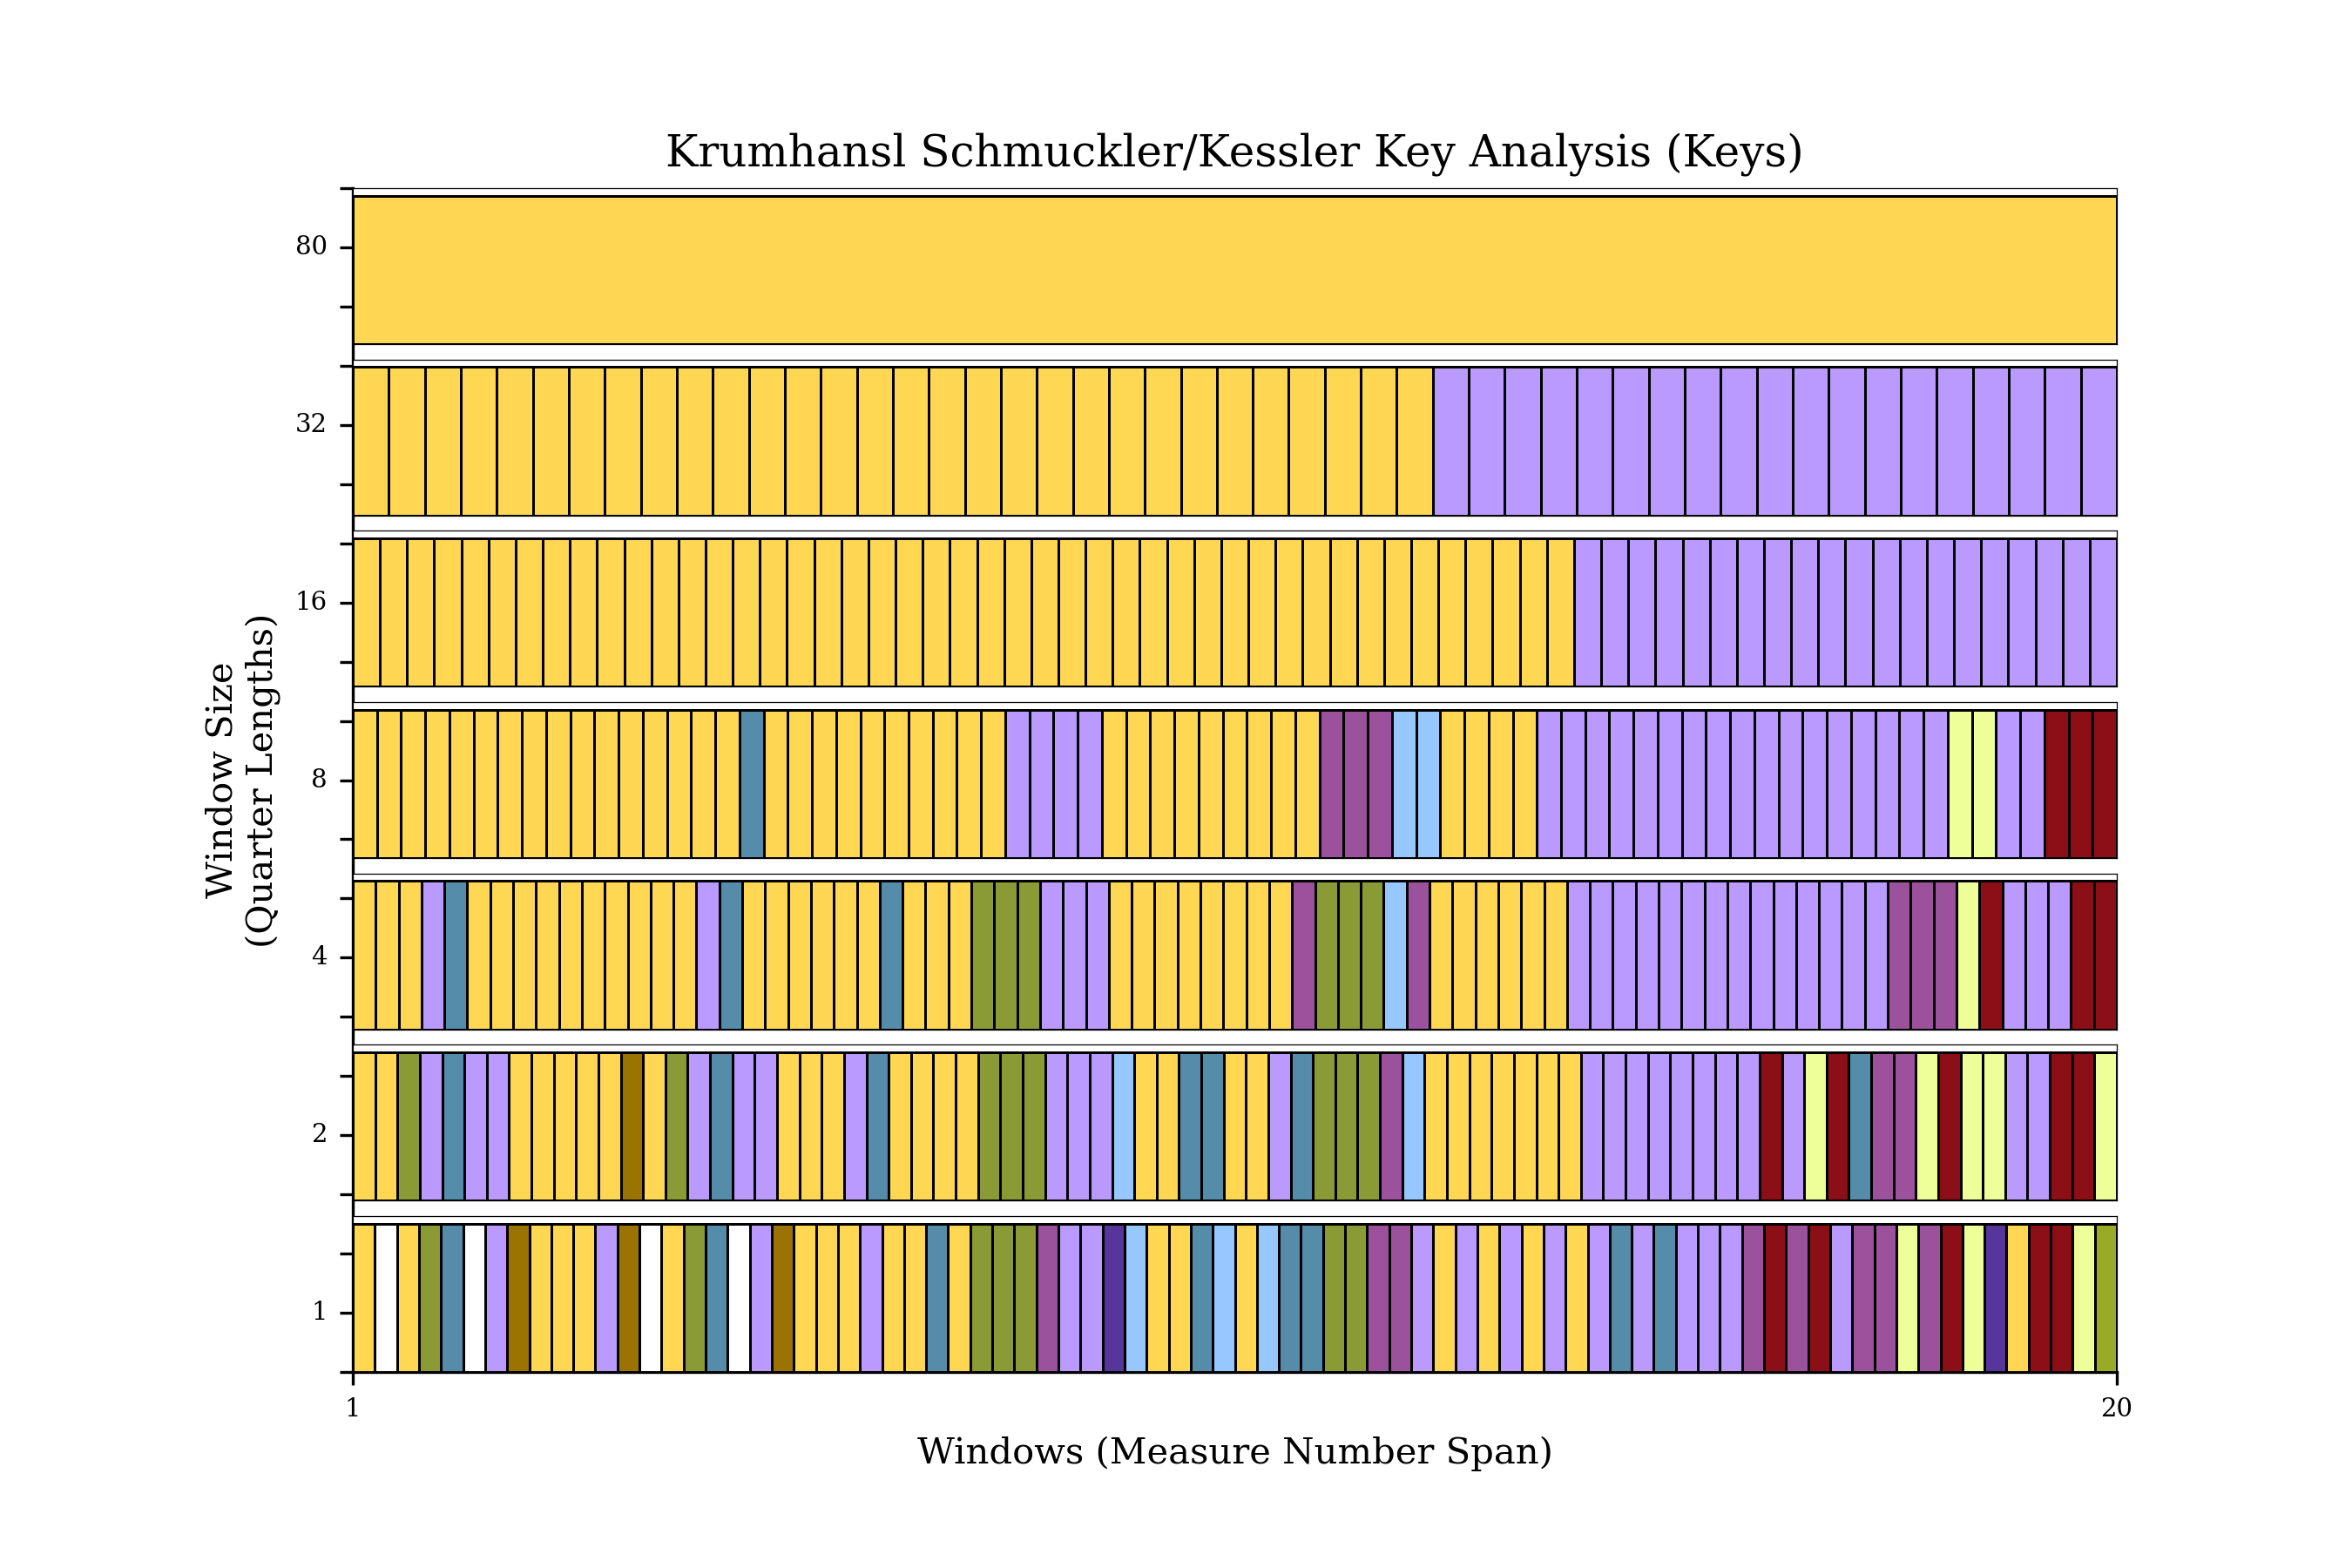 Krumhansl Schmuckler/Kessler Key Analysis (Keys)
80
32
16
8
4
2
1
Window Size
(Quarter Lengths)
1
20
Windows (Measure Number Span)